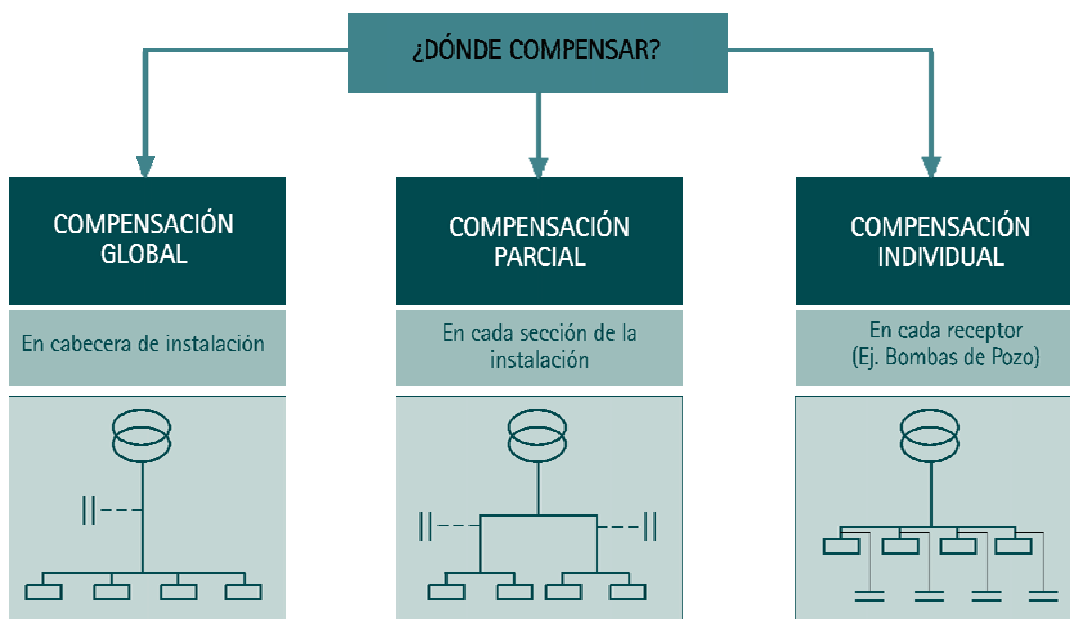 ¿DÓNDE COMPENSAR?
COMPENSACIÓN
GLOBAL
En cabecera de instalación
COMPENSACIÓN
PARCIAL
En cada sección de la
instalación
COMPENSACIÓN
INDIVIDUAL
En cada receptor
(Ej. Bombas de Pozo)